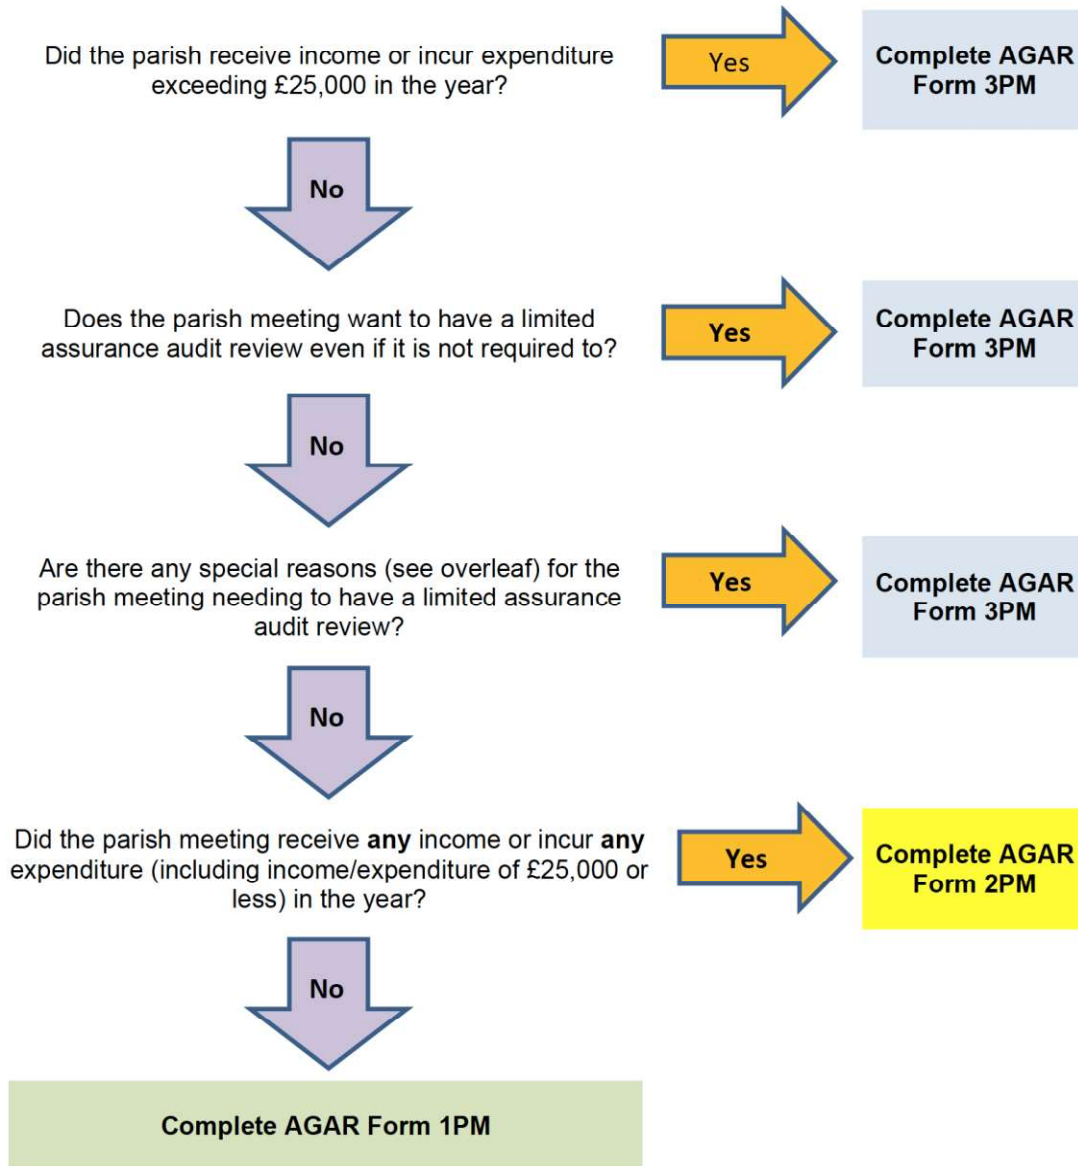 Did the parish receive income or incur expenditure
exceeding £25,000 in the year?
Yes
Complete AGAR
Form 3PM
No
Does the parish meeting want to have a limited
assurance audit review even if it is not required to?
Yes
Complete AGAR
Form 3PM
No
Are there any special reasons (see overleaf) for the
parish meeting needing to have a limited assurance
audit review?
Yes
Complete AGAR
Form 3PM
No
Did the parish meeting receive any income or incur any
expenditure (including income/expenditure of £25,000 or
less) in the year?
Yes
Complete AGAR
Form 2PM
No
Complete AGAR Form 1PM